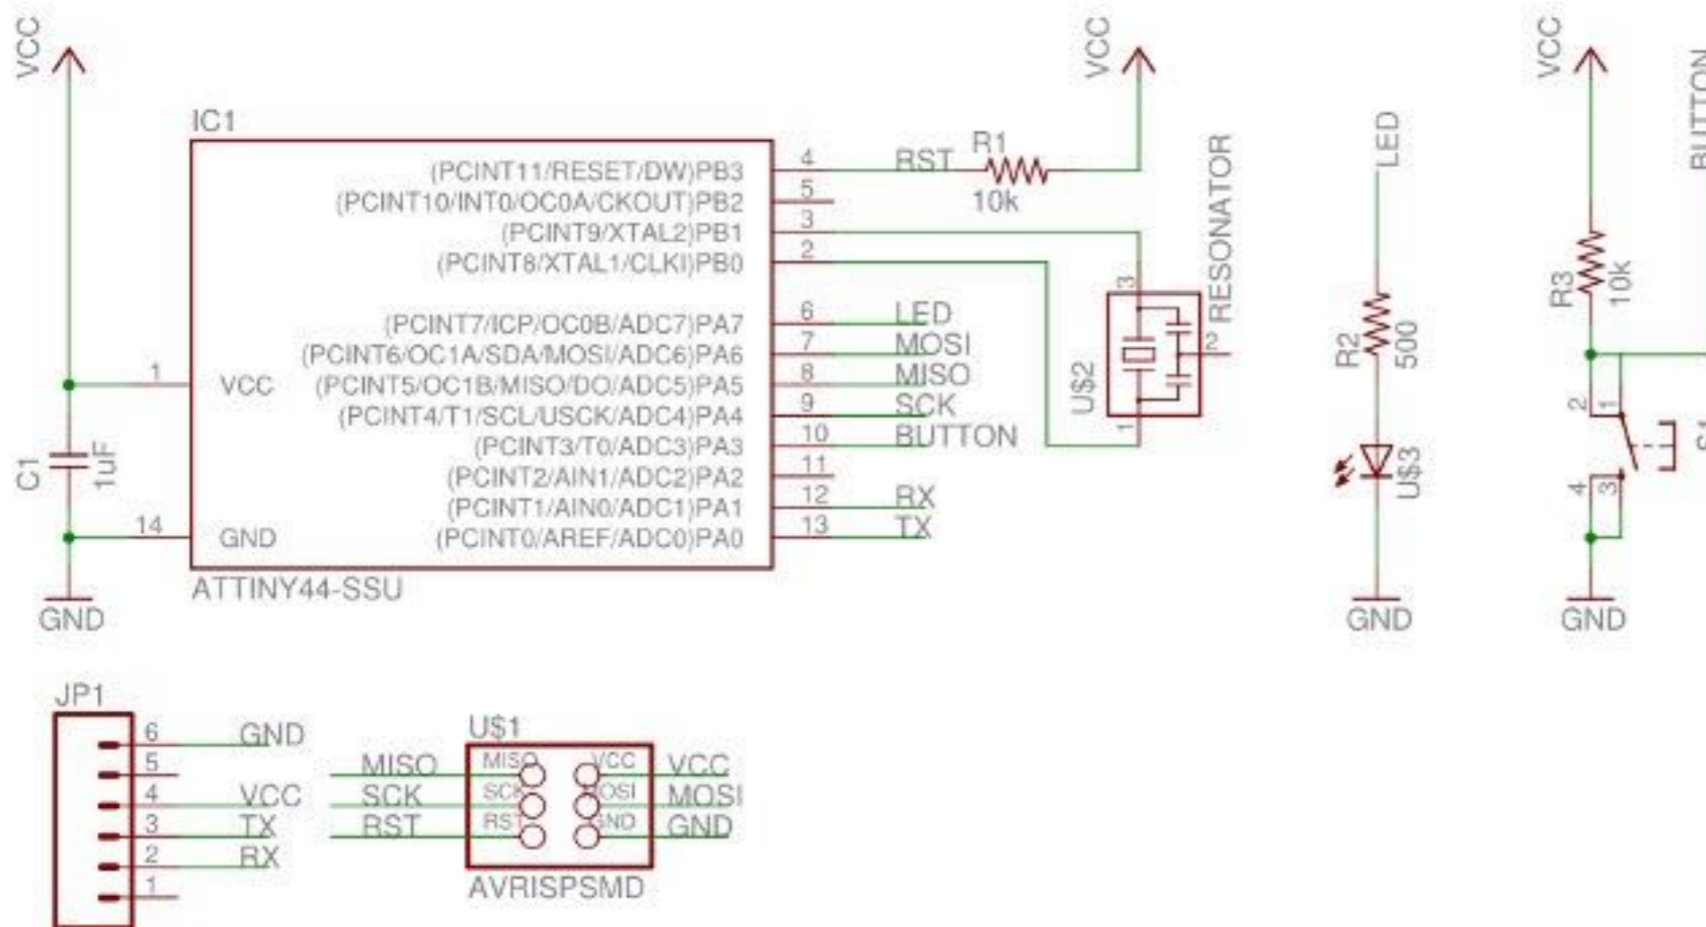 VCC
IC1
(PCINT11/RESET/DW)PB3
(PCINT10/INT0/OC0A/CKOUT)PB2
(PCINT9/XTAL2)PB1
(PCINT8/XTAL1/CLKI)PB0
(PCINT7/ICP/OC0B/ADC7)PA7
(PCINT6/OC1A/SDA/MOSI/ADC6)PA6
(PCINT5/OC1B/MISO/DO/ADC5)PA5
(PCINT4/T1/SCL/USCK/ADC4)PA4
(PCINT3/T0/ADC3)PA3
(PCINT2/AIN1/ADC2)PA2
(PCINT1/AIN0/ADC1)PA1
(PCINT0/AREF/ADC0)PA0
1
VCC
14
GND
ATTINY44-SSU
C1
1uF
GND
4
RST
5
3
2
6
LED
7
MOSI
8
MISO
9
SCK
10
BUTTON
11
12
RX
13
TX
R1
10k
VCC
RESONATOR
3
2
1
U$2
LED
R2
500
U$3
GND
VCC
BUTTON
R3
10k
2
1
4
3
GND
JP1
6
GND
5
4
VCC
3
TX
2
RX
1
U$1
MISO
MISO
VCC
VCC
SCK
SCK
MOSI
MOSI
RST
RST
GND
GND
AVRISPSMD